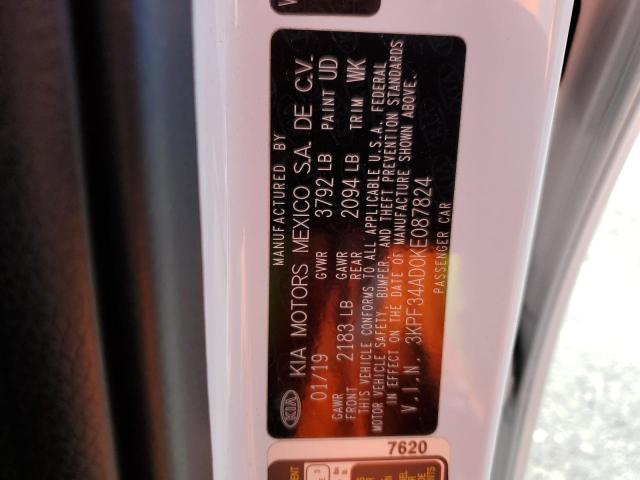 MANUFACTURED BY
KIA KIA MOTORS MEXICO S.A. DE C.V.
01/19 GVWR 3792 LB PAINT UD
GAWR FRONT 2183 LB GAWR REAR 2094 LB TRIM WK
THIS VEHICLE CONFORMS TO ALL APPLICABLE U.S.A. FEDERAL
MOTOR VEHICLE SAFETY, BUMPER, AND THEFT PREVENTION STANDARDS
IN EFFECT ON THE DATE OF MANUFACTURE SHOWN ABOVE.
V.I.N. 3KPF34AD0KE087824
PASSENGER CAR
7620